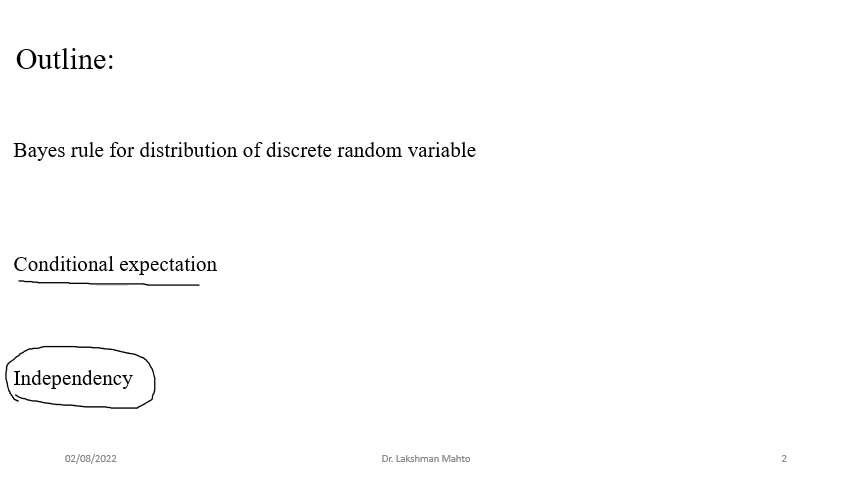 Outline:
Bayes rule for distribution of discrete random variable
Conditional expectation
Independency
02/08/2022
Dr. Lakshman Mahto
2